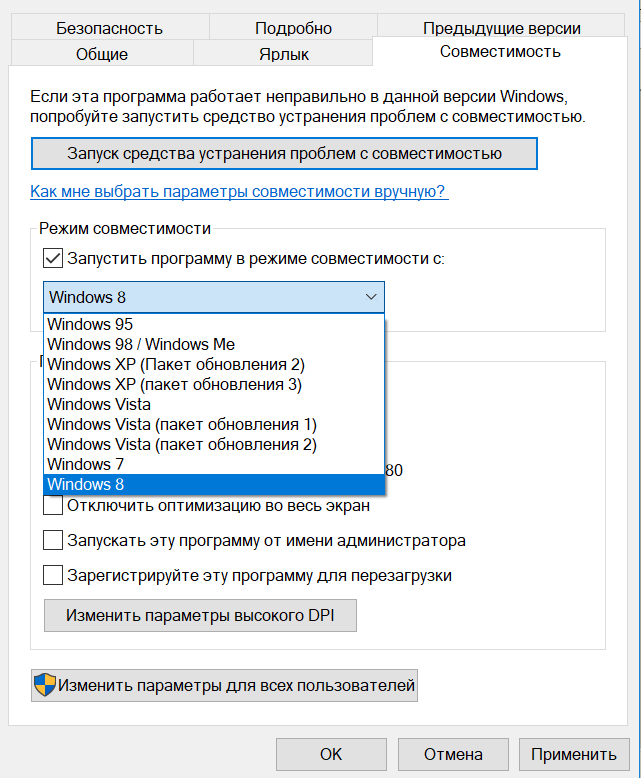 Безопасность
Подробно
Предыдущие версии
Общие
Ярлык
Совместимость
Если эта программа работает неправильно в данной версии Windows,
попробуйте запустить средство устранения проблем с совместимостью.
Запуск средства устранения проблем с совместимостью
Как мне выбрать параметры совместимости вручную?
Режим совместимости
Запустить программу в режиме совместимости с:
Windows 8
Windows 95
Windows 98 / Windows Me
Windows XP (Пакет обновления 2)
Windows XP (пакет обновления 3)
Windows Vista
Windows Vista (пакет обновления 1)
Windows Vista (пакет обновления 2)
Windows 7
80
Windows 8
Отключить оптимизацию во весь экран
Запускать эту программу от имени администратора
Зарегистрируйте эту программу для перезагрузки
Изменить параметры высокого DPI
Изменить параметры для всех пользователей
OK
Отмена
Применить